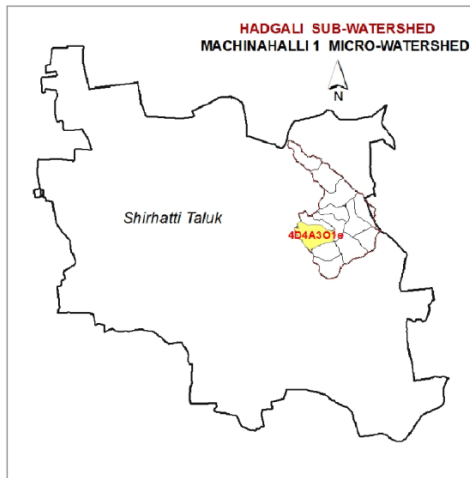 HADGALI SUB-WATERSHED
MACHINAHALLI 1 MICRO-WATERSHED
N
Shirhatti Taluk
4D4A3O1e